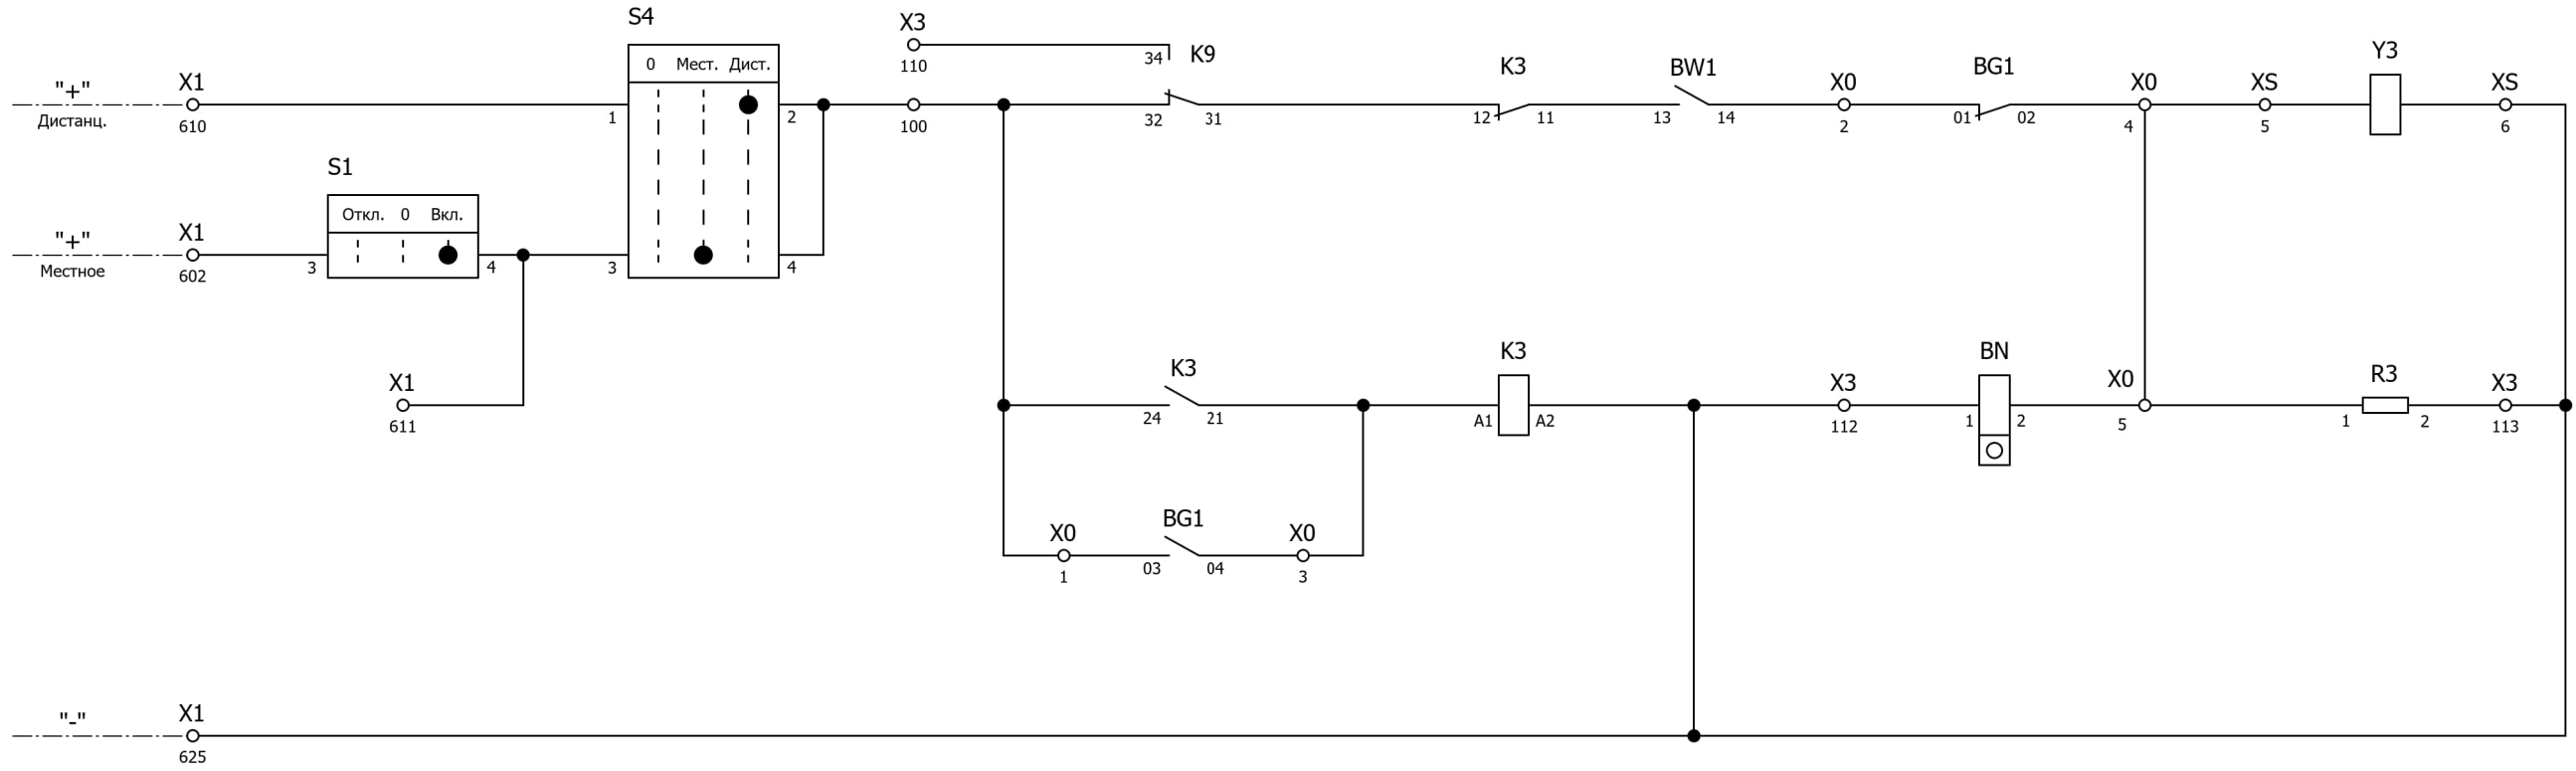 S4
X3
110
34
K9
0 Мест. Дист.
"+"
Дистанц.
X1
610
1
2
100
32
31
K3
12
11
BW1
13
14
X0
2
BG1
01
02
X0
4
XS
5
Y3
XS
6
S1
Откл. 0 Вкл.
"+"
Местное
X1
602
3
4
3
4
X1
611
K3
24
21
K3
A1
A2
X3
112
BN
1
2
X0
5
R3
1
2
X3
113
X0
1
BG1
03
04
X0
3
"-"
X1
625